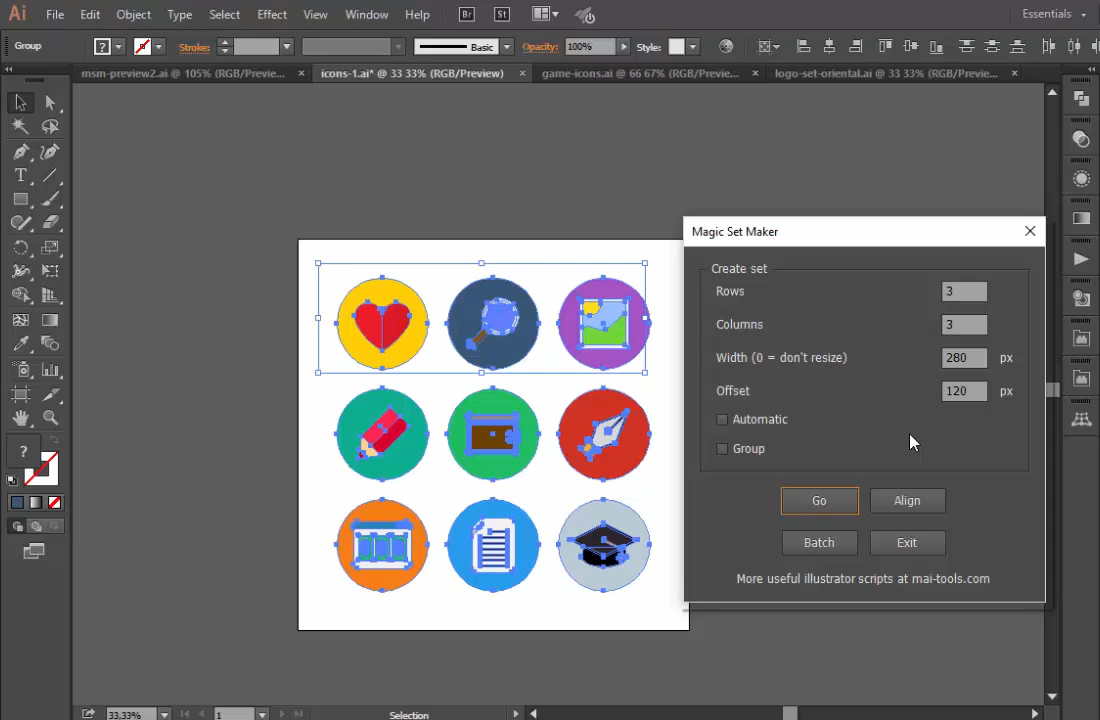 Ai File Edit Object Type Select Effect View Window Help Br St Essentials
Group ? Stroke: Basic Opacity: 100% Style:
msm-preview2.ai @ 105% (RGB/Previe... × icons-1.ai* @ 33 33% (RGB/Preview) × game-icons.ai @ 66 67% (RGB/Previe... × logo-set-oriental.ai @ 33 33% (RGB/Previe... ×
Magic Set Maker
Create set
Rows 3
Columns 3
Width (0 = don't resize) 280 px
Offset 120 px
Automatic
Group
?
Go Align
Batch Exit
More useful illustrator scripts at mai-tools.com
33,33% 1 Selection